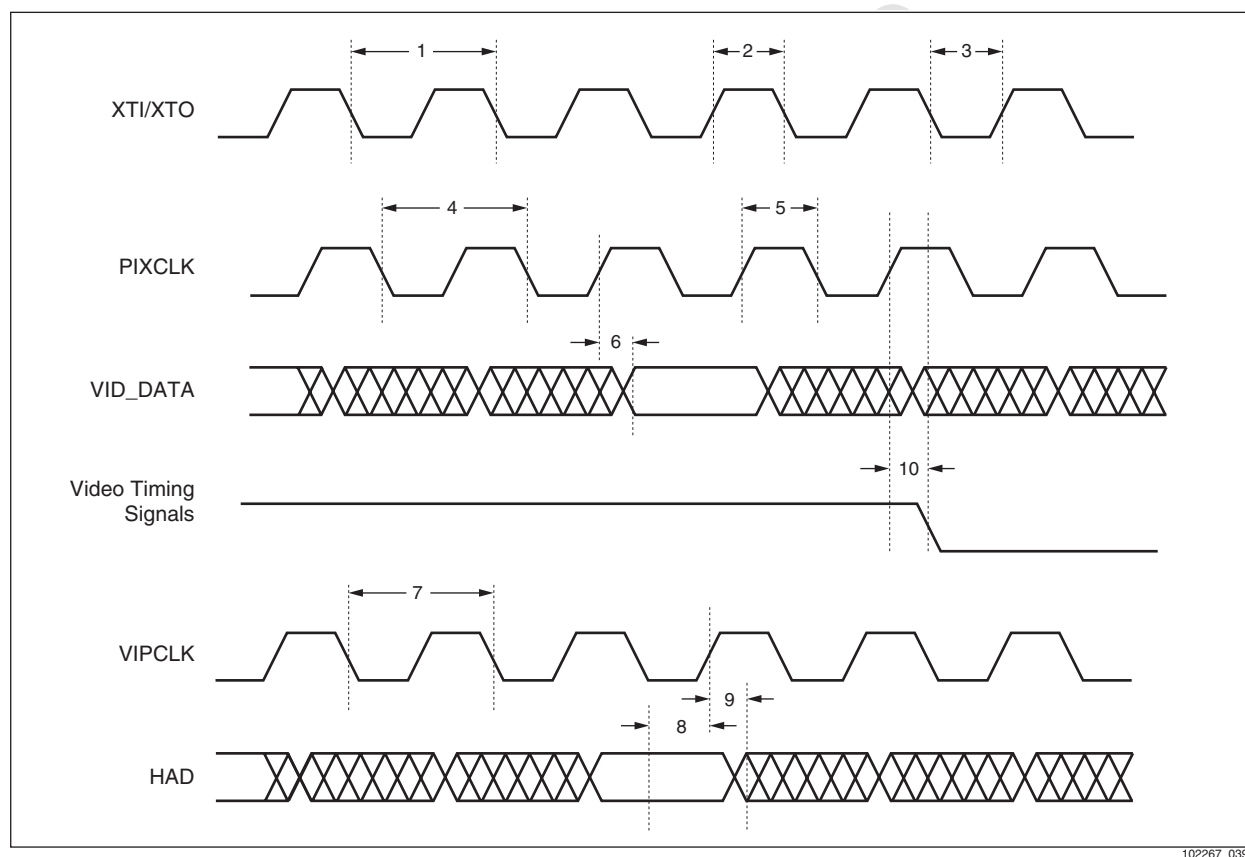 1
2
3
XTI/XTO
4
5
PIXCLK
6
VID_DATA
10
Video Timing
Signals
7
VIPCLK
9
8
HAD
102267_039